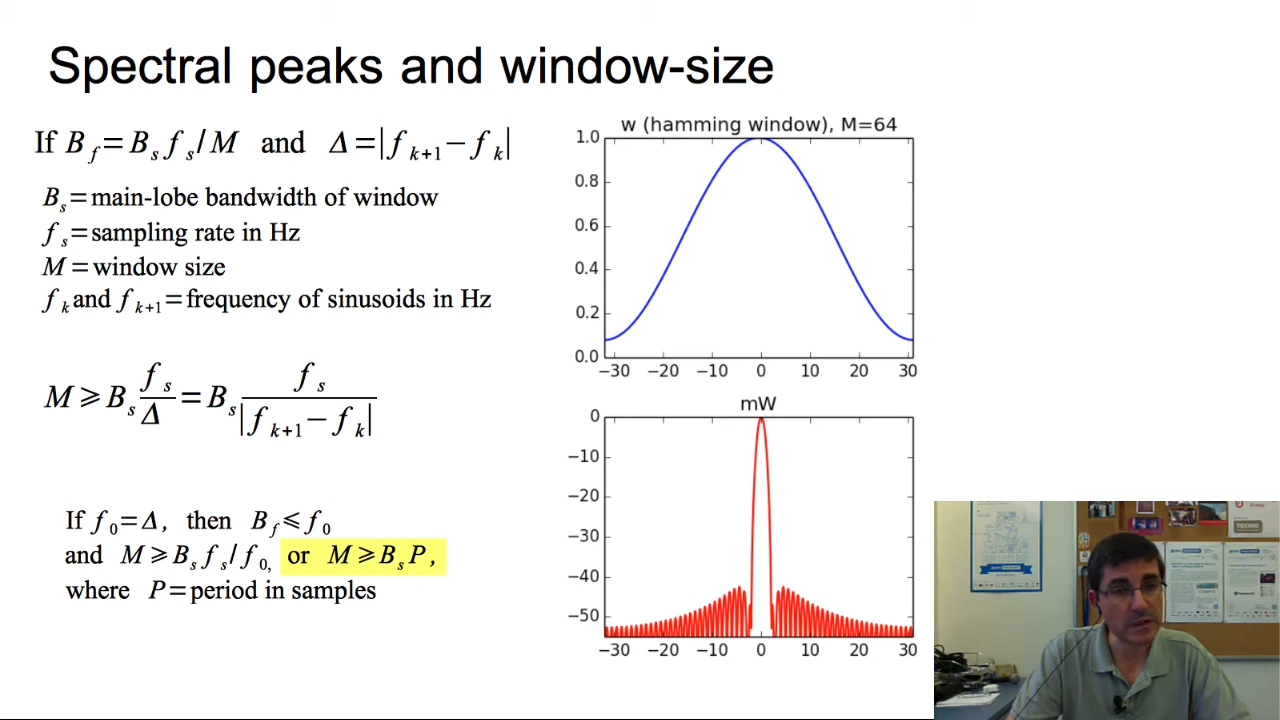 Spectral peaks and window-size
If B_f = B_s f_s / M and Δ = |f_{k+1} − f_k|
B_s = main-lobe bandwidth of window
f_s = sampling rate in Hz
M = window size
f_k and f_{k+1} = frequency of sinusoids in Hz
M ⩾ B_s f_s / Δ = B_s f_s / |f_{k+1} − f_k|
If f_0 = Δ, then B_f ⩽ f_0
and M ⩾ B_s f_s / f_0, or M ⩾ B_s P,
where P = period in samples
w (hamming window), M=64
1.0
0.8
0.6
0.4
0.2
0.0
−30 −20 −10 0 10 20 30
mW
0
−10
−20
−30
−40
−50
−30 −20 −10 0 10 20 30